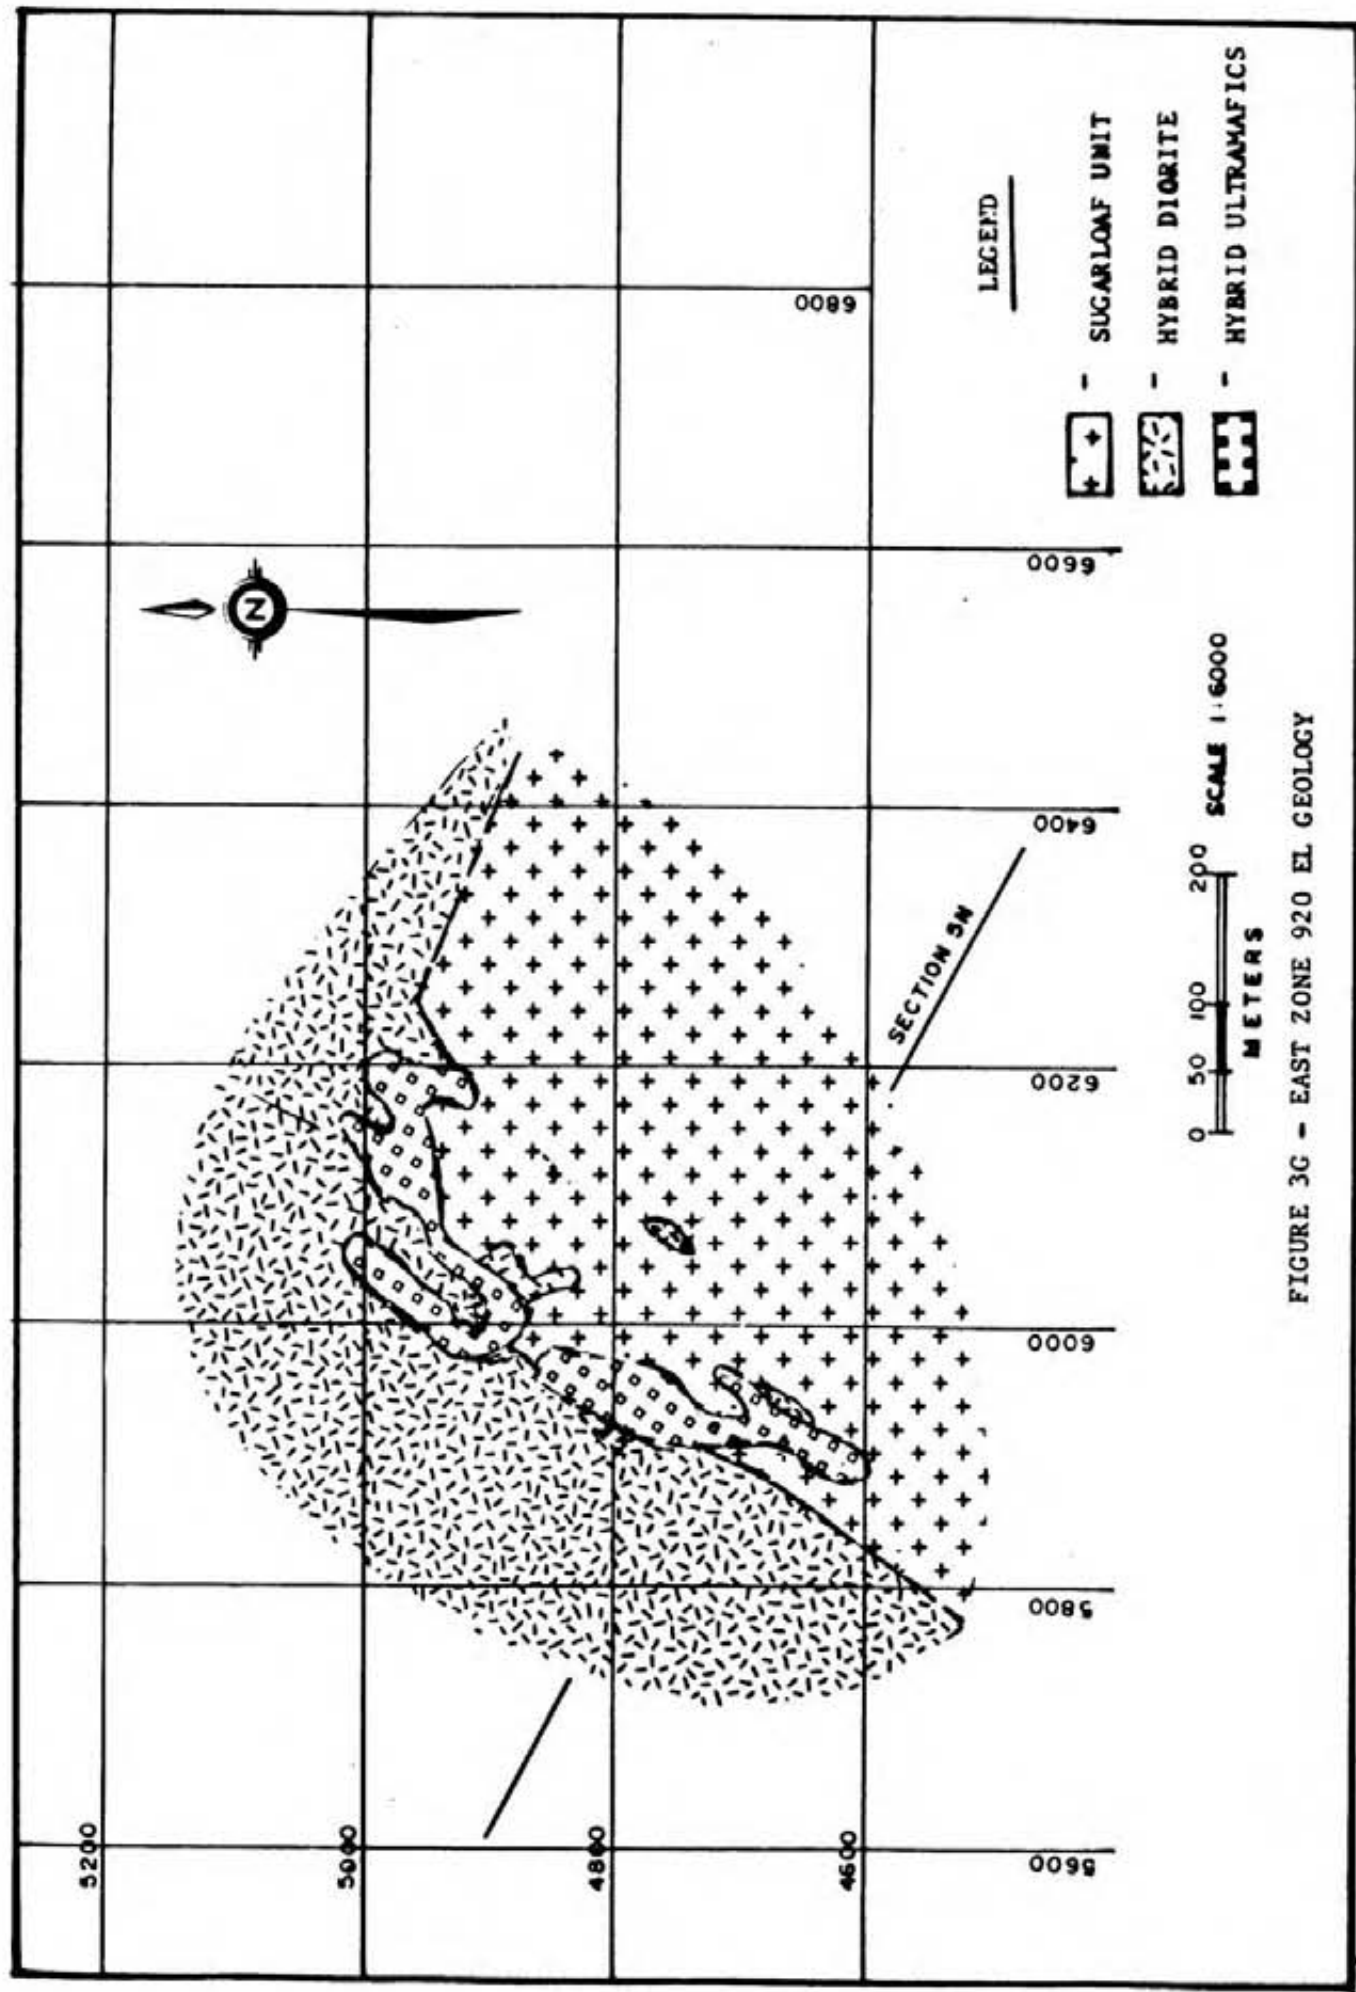 5200
5000
4800
4600
5600
5800
6000
6200
6400
6600
6800
N
SECTION 5N
LEGEND
- SUGARLOAF UNIT
- HYBRID DIORITE
- HYBRID ULTRAMAFICS
0 50 100 200
METERS
SCALE 1:6000
FIGURE 3G - EAST ZONE 920 EL GEOLOGY